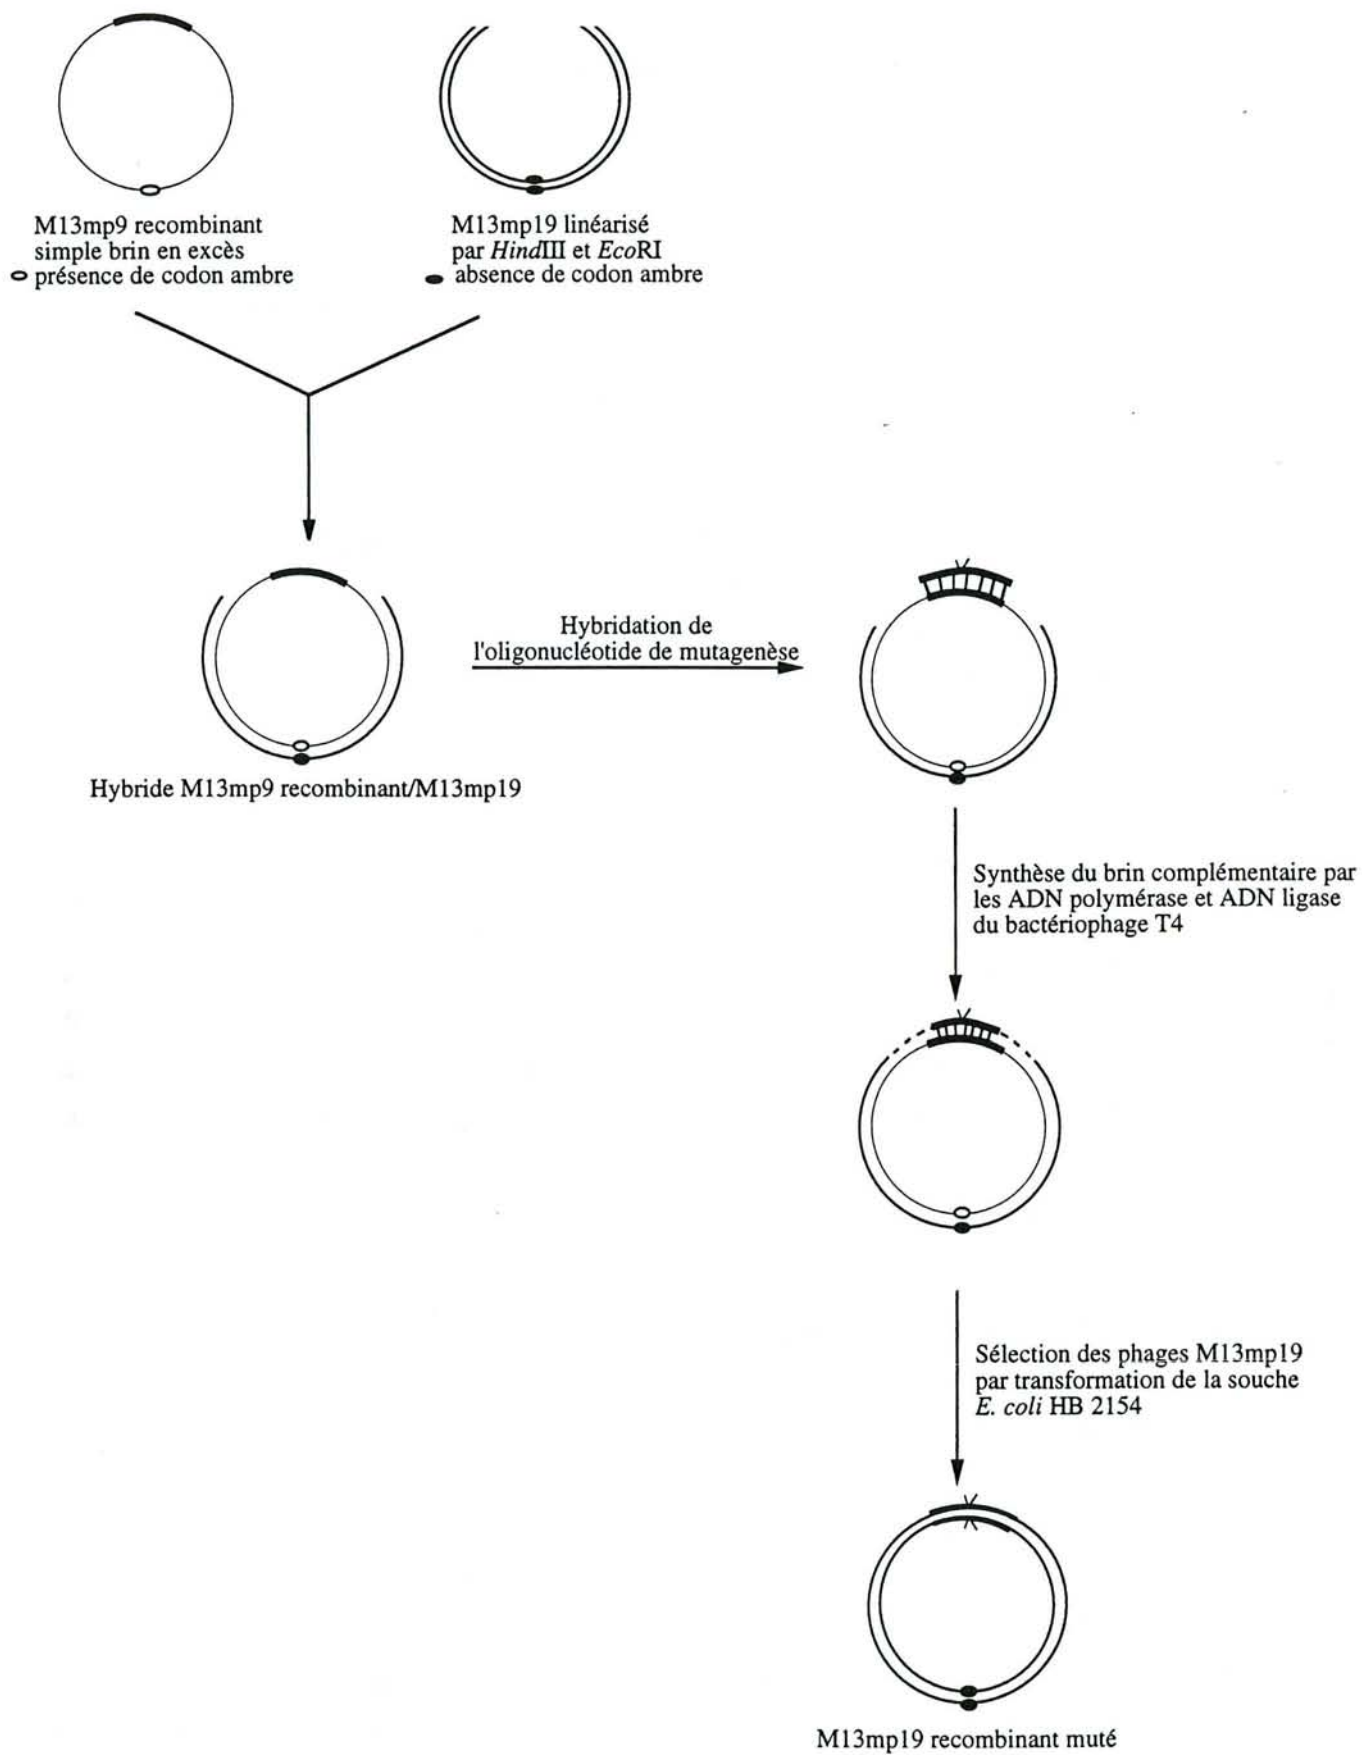 M13mp9 recombinant
simple brin en excès
présence de codon ambre
M13mp19 linéarisé
par HindIII et EcoRI
absence de codon ambre
Hybride M13mp9 recombinant/M13mp19
Hybridation de
l'oligonucléotide de mutagenèse
Synthèse du brin complémentaire par
les ADN polymérase et ADN ligase
du bactériophage T4
Sélection des phages M13mp19
par transformation de la souche
E. coli HB 2154
M13mp19 recombinant muté